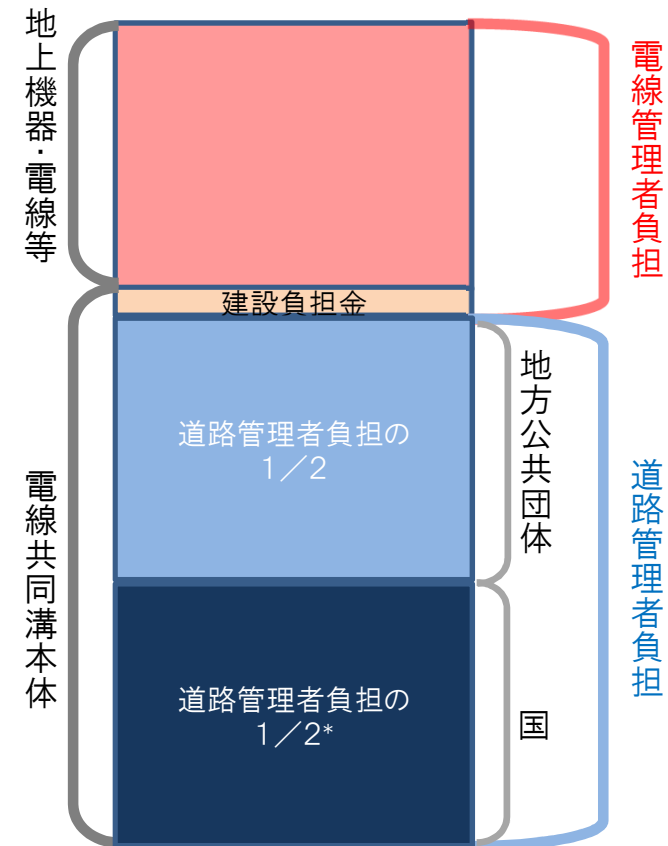 地上機器・電線等
電線管理者負担
建設負担金
電線共同溝本体
道路管理者負担の
1／2
地方公共団体
道路管理者負担
道路管理者負担の
1／2*
国